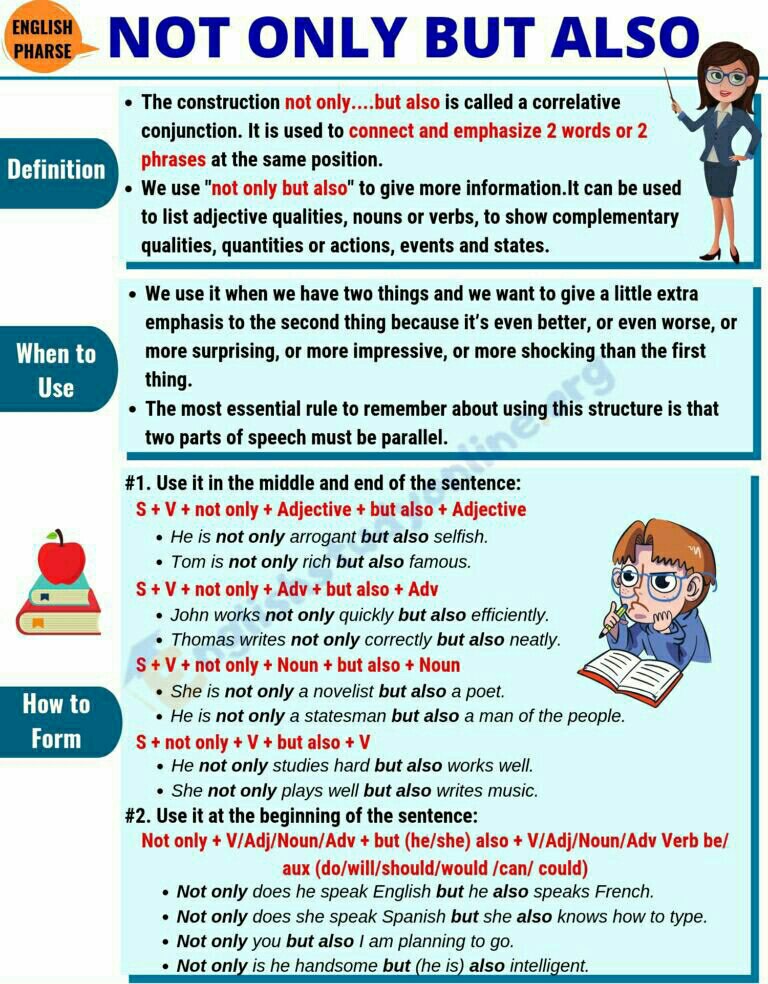 ENGLISH
PHARSE
NOT ONLY BUT ALSO
Definition
• The construction not only....but also is called a correlative
conjunction. It is used to connect and emphasize 2 words or 2
phrases at the same position.
• We use "not only but also" to give more information.It can be used
to list adjective qualities, nouns or verbs, to show complementary
qualities, quantities or actions, events and states.
When to
Use
• We use it when we have two things and we want to give a little extra
emphasis to the second thing because it's even better, or even worse, or
more surprising, or more impressive, or more shocking than the first
thing.
• The most essential rule to remember about using this structure is that
two parts of speech must be parallel.
How to
Form
#1. Use it in the middle and end of the sentence:
S + V + not only + Adjective + but also + Adjective
• He is not only arrogant but also selfish.
• Tom is not only rich but also famous.
S + V + not only + Adv + but also + Adv
• John works not only quickly but also efficiently.
• Thomas writes not only correctly but also neatly.
S + V + not only + Noun + but also + Noun
• She is not only a novelist but also a poet.
• He is not only a statesman but also a man of the people.
S + not only + V + but also + V
• He not only studies hard but also works well.
• She not only plays well but also writes music.
#2. Use it at the beginning of the sentence:
Not only + V/Adj/Noun/Adv + but (he/she) also + V/Adj/Noun/Adv Verb be/
aux (do/will/should/would /can/ could)
• Not only does he speak English but he also speaks French.
• Not only does she speak Spanish but she also knows how to type.
• Not only you but also I am planning to go.
• Not only is he handsome but (he is) also intelligent.
Englishstudyonline.org